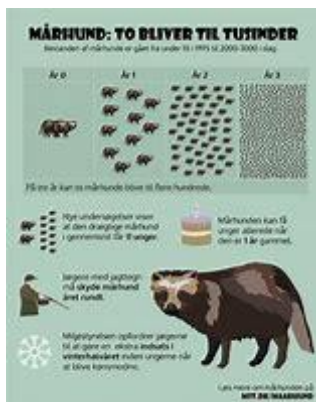 MÅRHUND: TO BLIVER TIL TUSINDER
Bestanden af mårhunde er gået fra under 10 i 1995 til 2000-3000 i dag.
År 0 År 1 År 2 År 3
På tre år kan to mårhunde blive til flere hundrede.
Nye undersøgelser viser
at den drægtige mårhund
i gennemsnit får 9 unger.
Mårhunden kan få
unger allerede når
den er 1 år gammel.
Jægere med jagttegn
må skyde mårhund
året rundt.
Miljøstyrelsen opfordrer jægerne
til at gøre en ekstra indsats i
vinterhalvåret inden ungerne når
at blive kønsmodne.
Læs mere om mårhunden på
MST.DK/MAARHUND